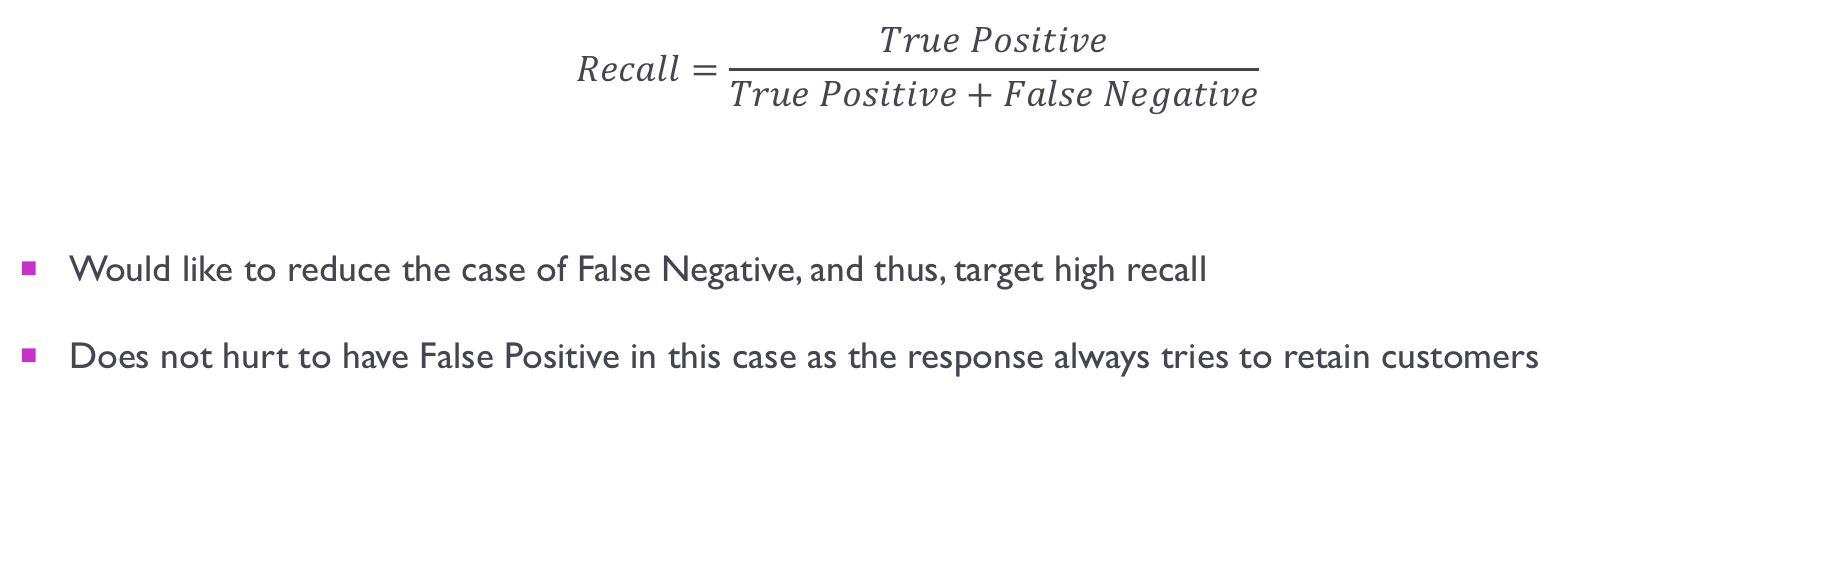 Recall = True Positive / True Positive + False Negative
Would like to reduce the case of False Negative, and thus, target high recall
Does not hurt to have False Positive in this case as the response always tries to retain customers